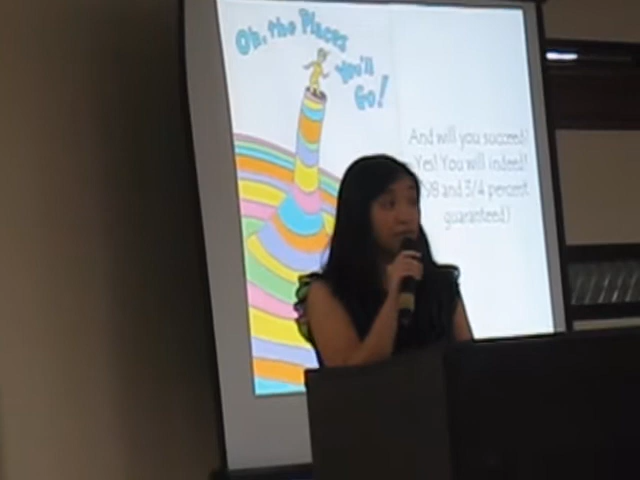 Oh, the Places
You'll
Go!
And will you succeed?
Yes! You will indeed!
(98 and 3/4 percent
guaranteed)